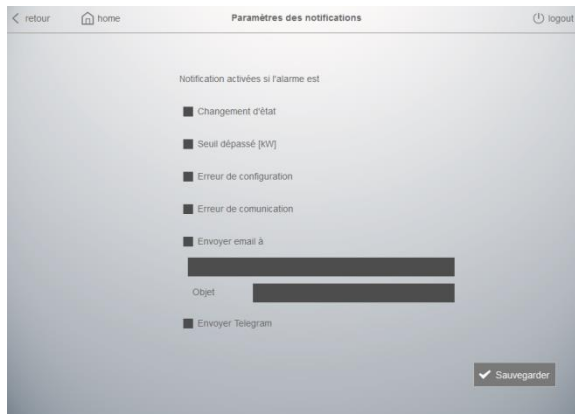 retour
home
Paramètres des notifications
logout
Notification activées si l'alarme est
Changement d'état
Seuil dépassé [kW]
Erreur de configuration
Erreur de comunication
Envoyer email à
Objet
Envoyer Telegram
Sauvegarder